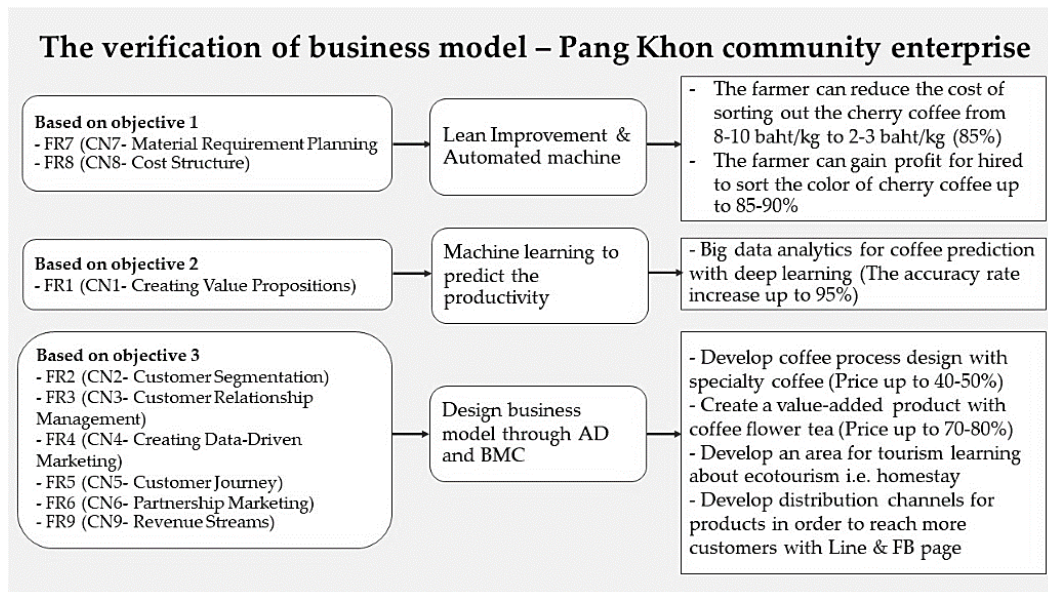 The verification of business model – Pang Khon community enterprise
Based on objective 1
- FR7 (CN7- Material Requirement Planning
- FR8 (CN8- Cost Structure)
Lean Improvement &
Automated machine
- The farmer can reduce the cost of
sorting out the cherry coffee from
8-10 baht/kg to 2-3 baht/kg (85%)
- The farmer can gain profit for hired
to sort the color of cherry coffee up
to 85-90%
Based on objective 2
- FR1 (CN1- Creating Value Propositions)
Machine learning to
predict the
productivity
- Big data analytics for coffee prediction
with deep learning (The accuracy rate
increase up to 95%)
Based on objective 3
- FR2 (CN2- Customer Segmentation)
- FR3 (CN3- Customer Relationship
Management)
- FR4 (CN4- Creating Data-Driven
Marketing)
- FR5 (CN5- Customer Journey)
- FR6 (CN6- Partnership Marketing)
- FR9 (CN9- Revenue Streams)
Design business
model through AD
and BMC
- Develop coffee process design with
specialty coffee (Price up to 40-50%)
- Create a value-added product with
coffee flower tea (Price up to 70-80%)
- Develop an area for tourism learning
about ecotourism i.e. homestay
- Develop distribution channels for
products in order to reach more
customers with Line & FB page